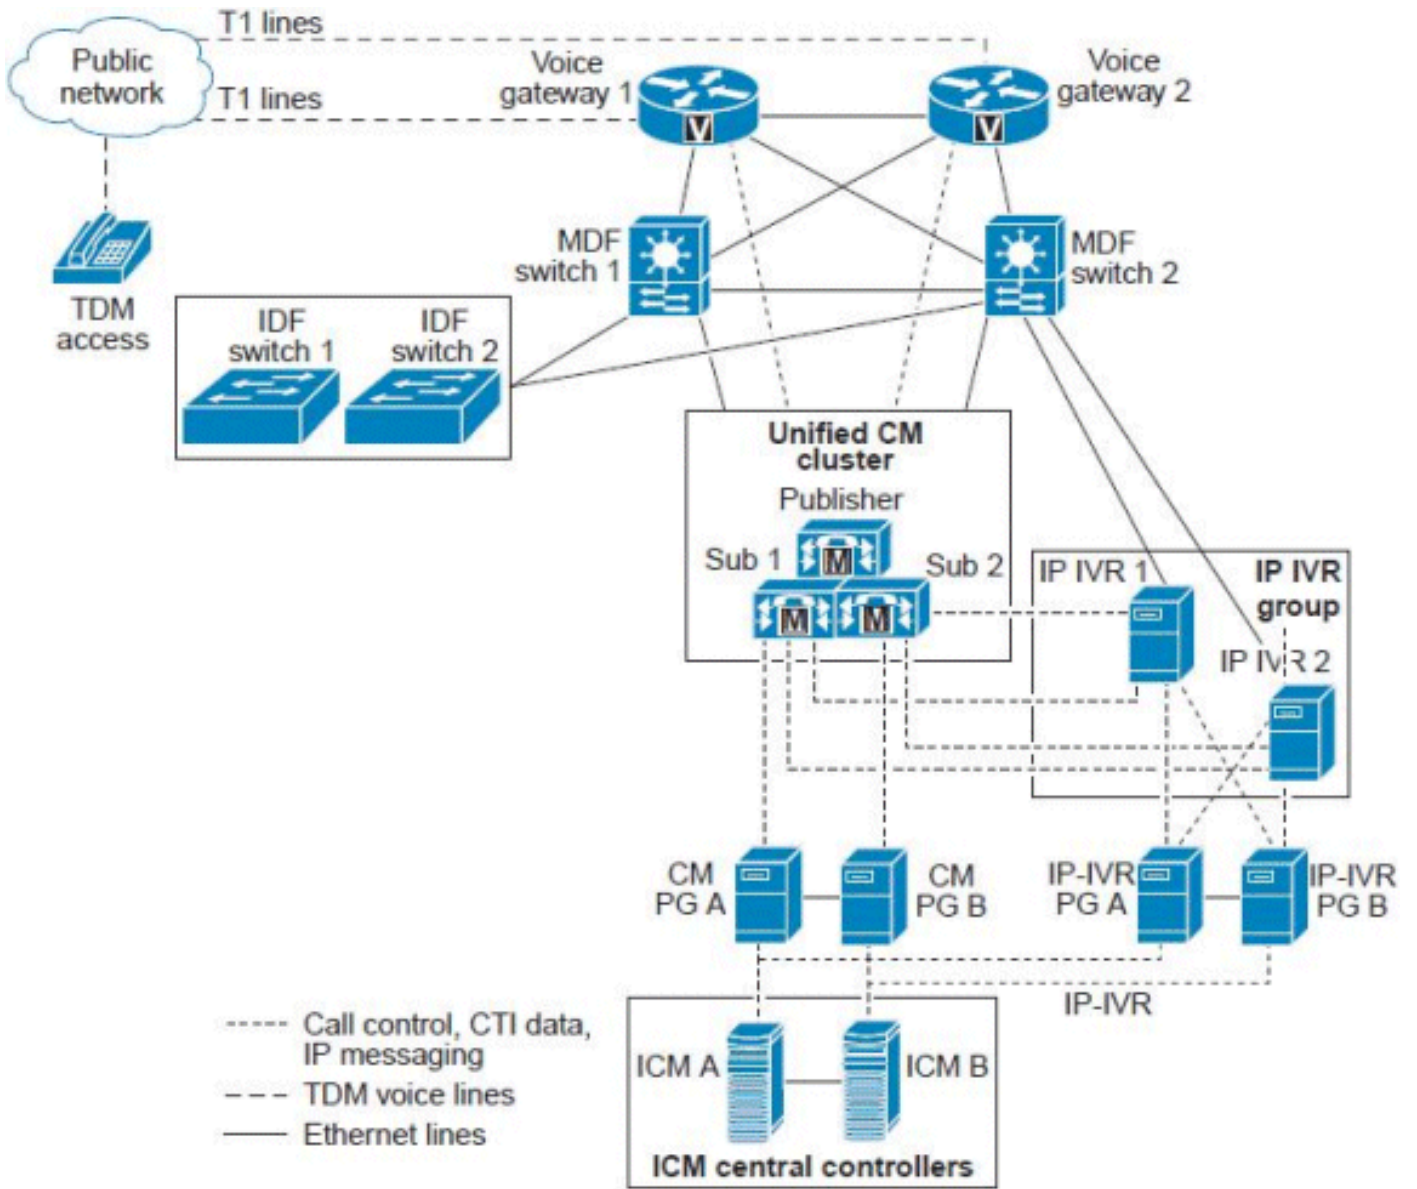 T1 lines
Public
network
T1 lines
Voice
gateway 1
V
Voice
gateway 2
V
TDM
access
MDF
switch 1
MDF
switch 2
IDF
switch 1
IDF
switch 2
Unified CM
cluster
Publisher
M
Sub 1
M
Sub 2
M
IP IVR 1
IP IVR
group
IP IVR 2
CM
PG A
CM
PG B
IP-IVR
PG A
IP-IVR
PG B
IP-IVR
Call control, CTI data,
IP messaging
TDM voice lines
Ethernet lines
ICM A
ICM B
ICM central controllers